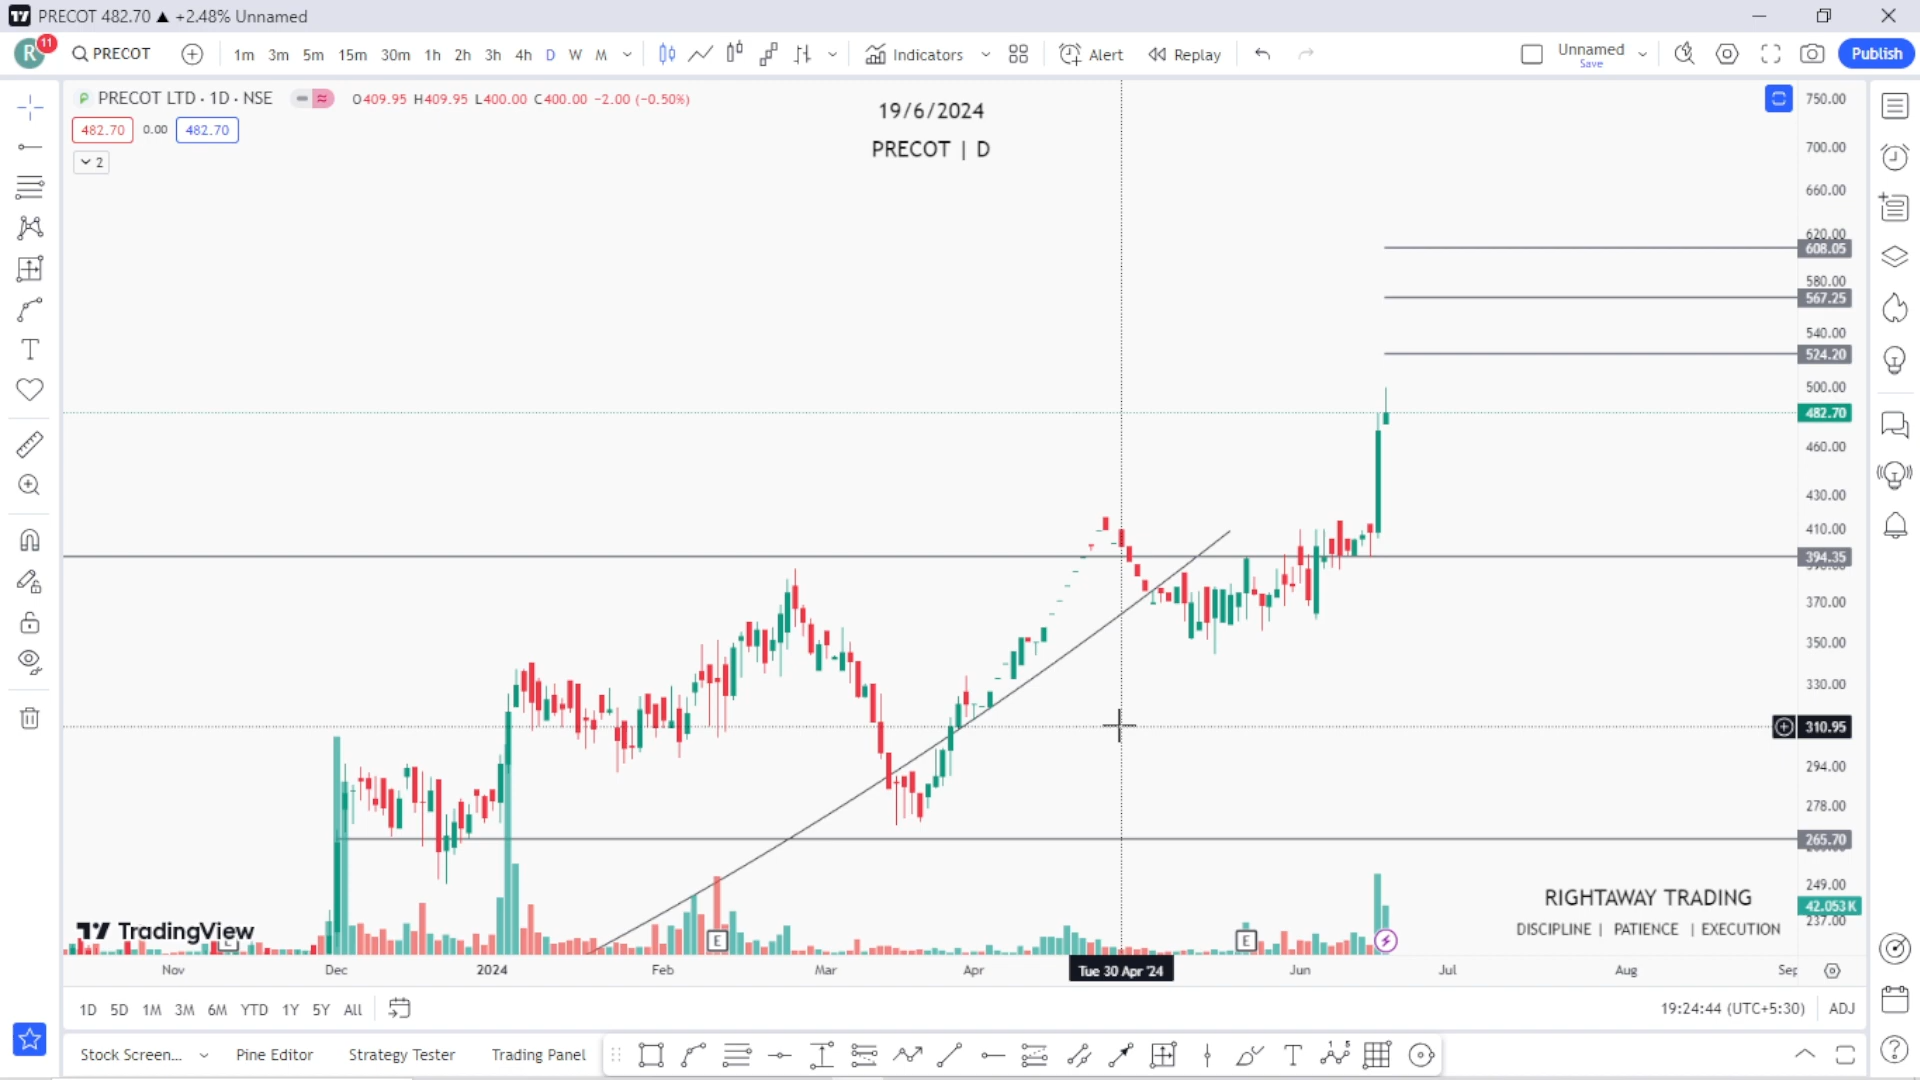 PRECOT 482.70 ▲ +2.48% Unnamed
R 11 PRECOT 1m 3m 5m 15m 30m 1h 2h 3h 4h D W M Indicators Alert Replay Unnamed Save Publish
P PRECOT LTD · 1D · NSE O409.95 H409.95 L400.00 C400.00 −2.00 (−0.50%)
482.70 0.00 482.70
2
19/6/2024
PRECOT | D
750.00
700.00
660.00
620.00
608.05
580.00
567.25
540.00
524.20
500.00
482.70
460.00
430.00
410.00
394.35
370.00
350.00
330.00
310.95
294.00
278.00
265.70
249.00
42.053 K
237.00
RIGHTAWAY TRADING
DISCIPLINE | PATIENCE | EXECUTION
TradingView
E E
Nov Dec 2024 Feb Mar Apr Tue 30 Apr '24 Jun Jul Aug Sep
1D 5D 1M 3M 6M YTD 1Y 5Y All 19:24:44 (UTC+5:30) ADJ
Stock Screen... Pine Editor Strategy Tester Trading Panel